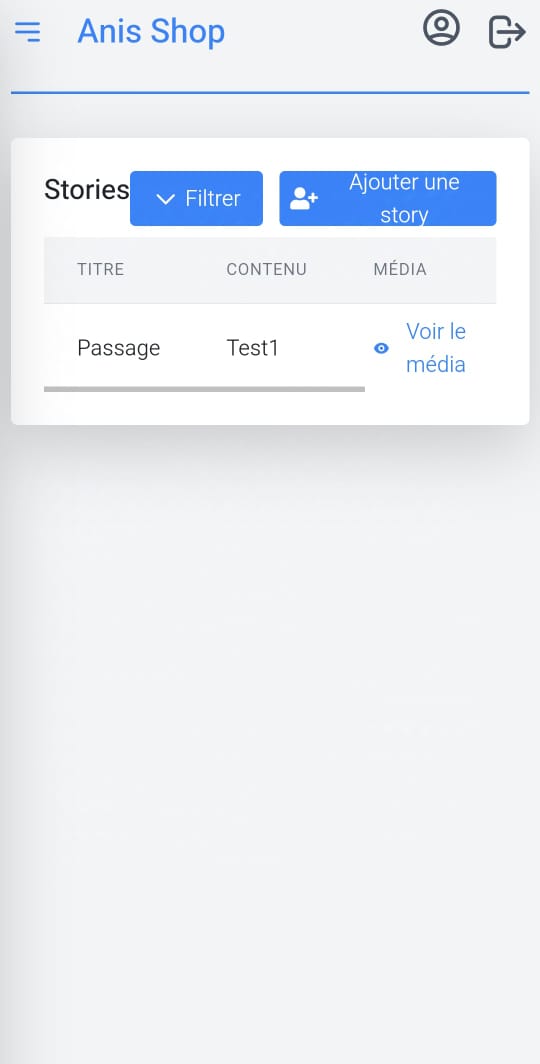 Anis Shop
Stories
Filtrer
Ajouter une
story
TITRE
CONTENU
MÉDIA
Passage
Test1
Voir le
média